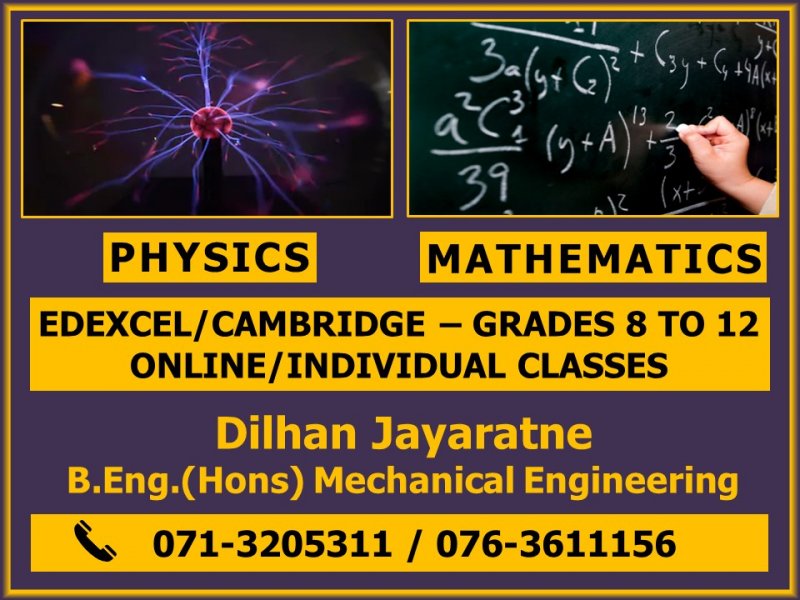 PHYSICS
MATHEMATICS
EDEXCEL/CAMBRIDGE – GRADES 8 TO 12
ONLINE/INDIVIDUAL CLASSES
Dilhan Jayaratne
B.Eng.(Hons) Mechanical Engineering
071-3205311 / 076-3611156